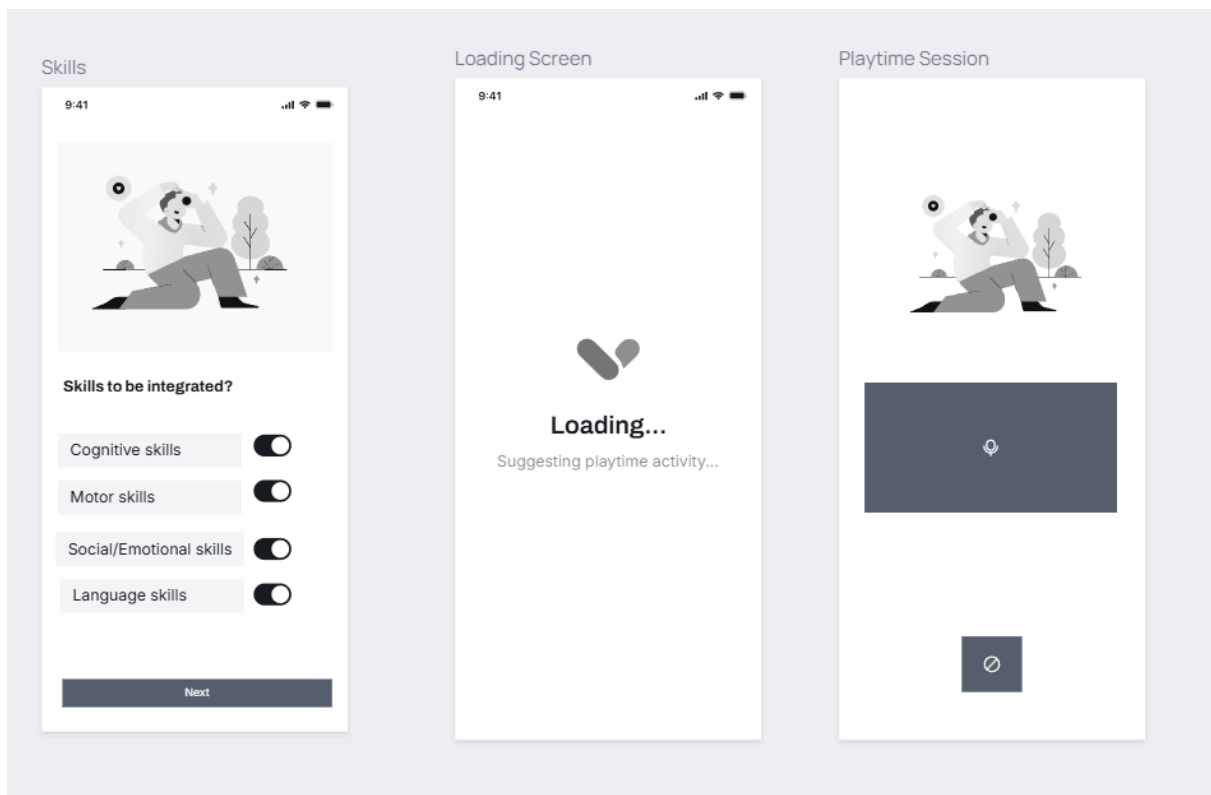 Skills
9:41
Skills to be integrated?
Cognitive skills
Motor skills
Social/Emotional skills
Language skills
Next
Loading Screen
9:41
Loading...
Suggesting playtime activity...
Playtime Session